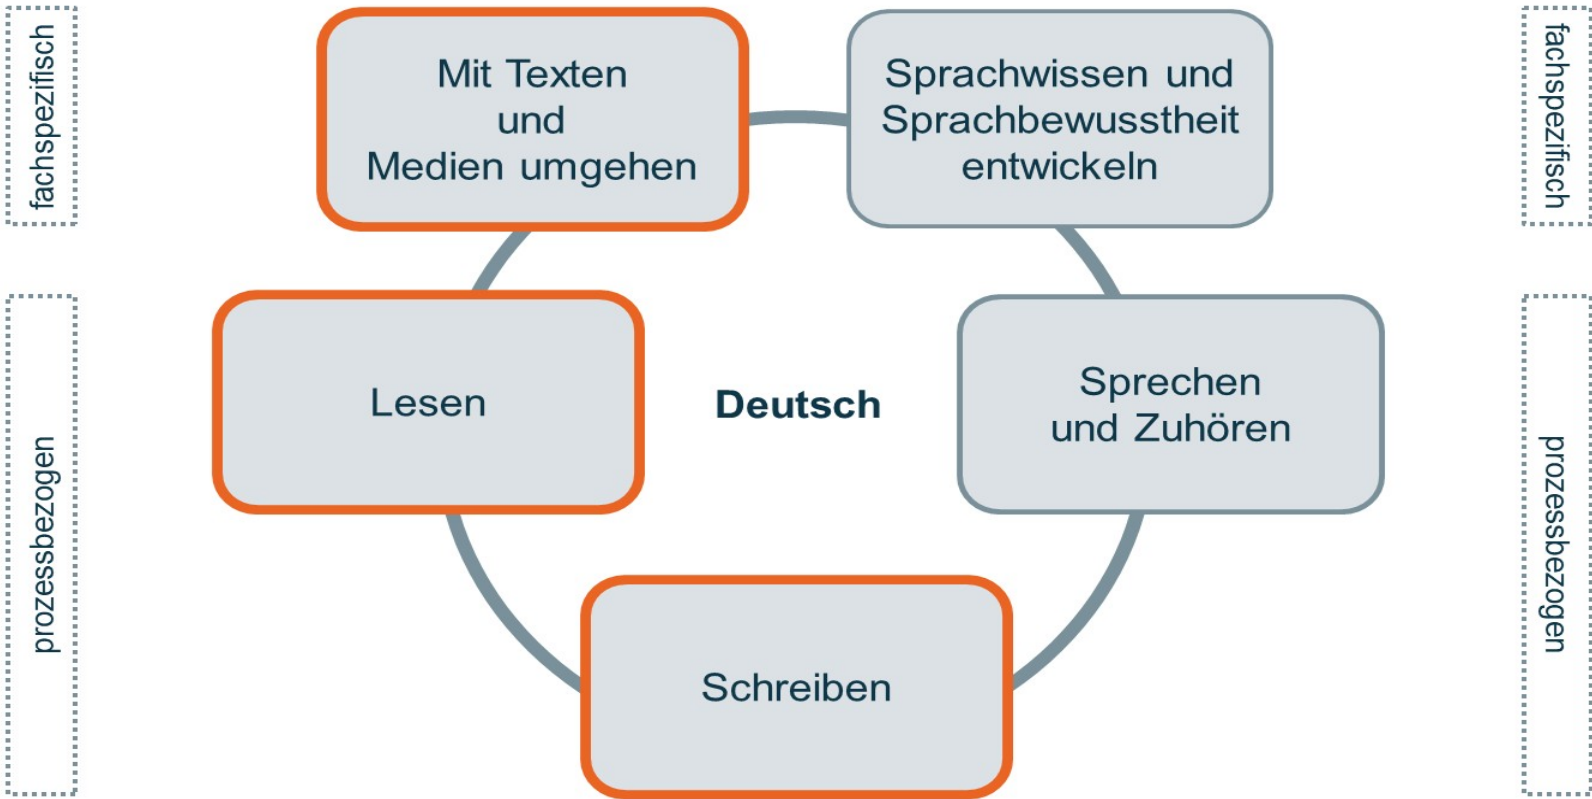 fachspezifisch
Mit Texten
und
Medien umgehen
Sprachwissen und
Sprachbewusstheit
entwickeln
fachspezifisch
prozessbezogen
Lesen
Deutsch
Sprechen
und Zuhören
prozessbezogen
Schreiben